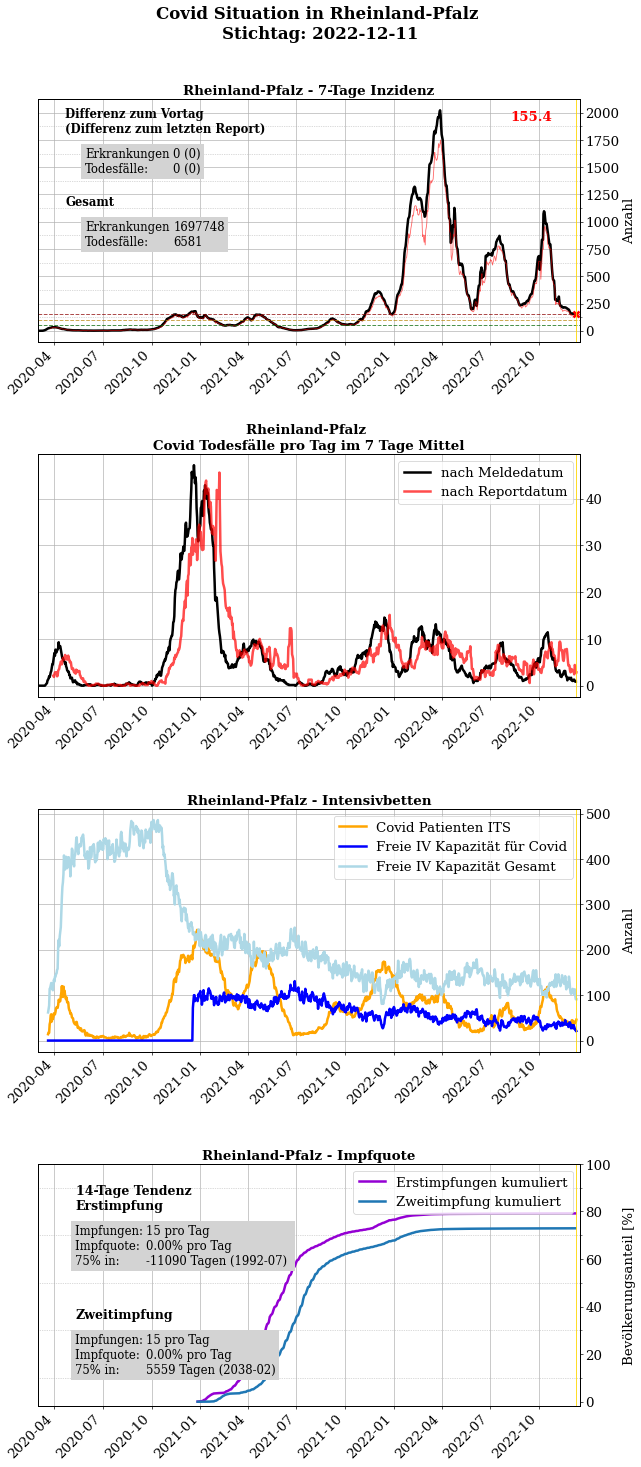 Covid Situation in Rheinland-Pfalz
Stichtag: 2022-12-11
Rheinland-Pfalz - 7-Tage Inzidenz
Differenz zum Vortag
(Differenz zum letzten Report)
Erkrankungen 0 (0)
Todesfälle: 0 (0)
Gesamt
Erkrankungen 1697748
Todesfälle: 6581
155.4
2000
1750
1500
1250
1000
750
500
250
0
Anzahl
2020-04 2020-07 2020-10 2021-01 2021-04 2021-07 2021-10 2022-01 2022-04 2022-07 2022-10
Rheinland-Pfalz
Covid Todesfälle pro Tag im 7 Tage Mittel
nach Meldedatum
nach Reportdatum
40
30
20
10
0
2020-04 2020-07 2020-10 2021-01 2021-04 2021-07 2021-10 2022-01 2022-04 2022-07 2022-10
Rheinland-Pfalz - Intensivbetten
Covid Patienten ITS
Freie IV Kapazität für Covid
Freie IV Kapazität Gesamt
500
400
300
200
100
0
Anzahl
2020-04 2020-07 2020-10 2021-01 2021-04 2021-07 2021-10 2022-01 2022-04 2022-07 2022-10
Rheinland-Pfalz - Impfquote
14-Tage Tendenz
Erstimpfung
Impfungen: 15 pro Tag
Impfquote: 0.00% pro Tag
75% in: -11090 Tagen (1992-07)
Zweitimpfung
Impfungen: 15 pro Tag
Impfquote: 0.00% pro Tag
75% in: 5559 Tagen (2038-02)
Erstimpfungen kumuliert
Zweitimpfung kumuliert
100
80
60
40
20
0
Bevölkerungsanteil [%]
2020-04 2020-07 2020-10 2021-01 2021-04 2021-07 2021-10 2022-01 2022-04 2022-07 2022-10